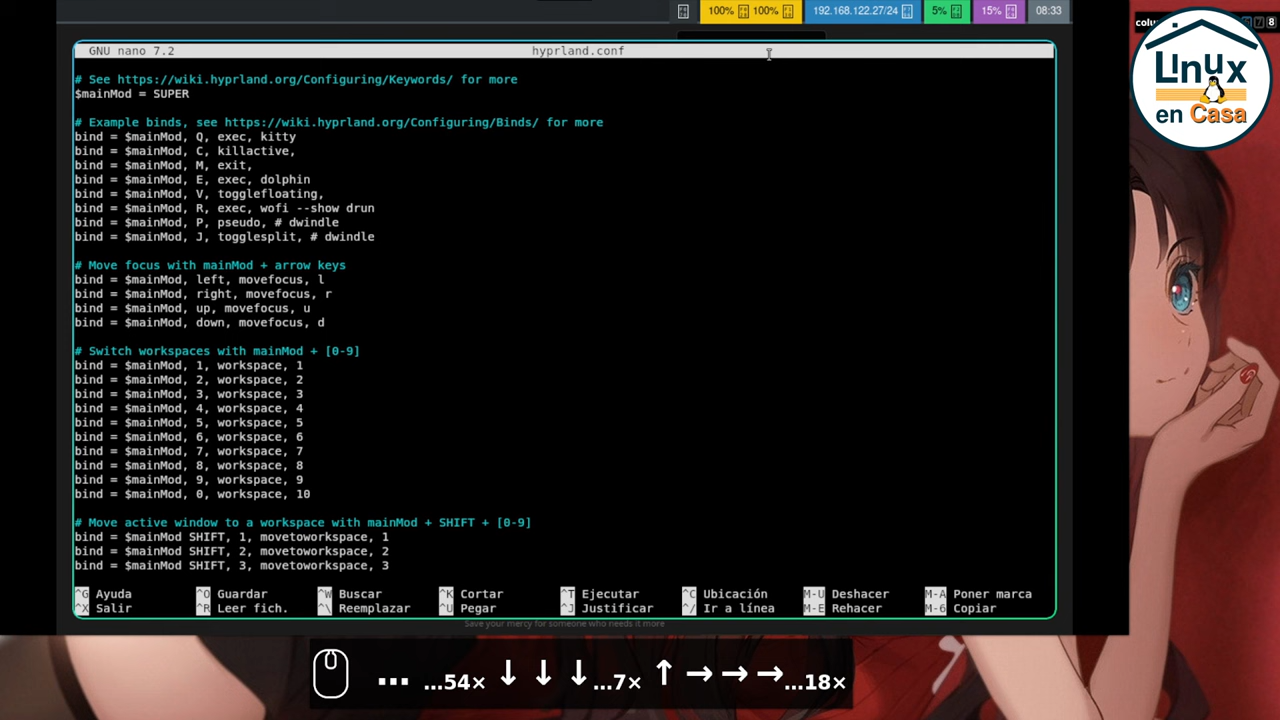 100% 100% 192.168.122.27/24 5% 15% 08:33
GNU nano 7.2 hyprland.conf
# See https://wiki.hyprland.org/Configuring/Keywords/ for more
$mainMod = SUPER
# Example binds, see https://wiki.hyprland.org/Configuring/Binds/ for more
bind = $mainMod, Q, exec, kitty
bind = $mainMod, C, killactive,
bind = $mainMod, M, exit,
bind = $mainMod, E, exec, dolphin
bind = $mainMod, V, togglefloating,
bind = $mainMod, R, exec, wofi --show drun
bind = $mainMod, P, pseudo, # dwindle
bind = $mainMod, J, togglesplit, # dwindle
# Move focus with mainMod + arrow keys
bind = $mainMod, left, movefocus, l
bind = $mainMod, right, movefocus, r
bind = $mainMod, up, movefocus, u
bind = $mainMod, down, movefocus, d
# Switch workspaces with mainMod + [0-9]
bind = $mainMod, 1, workspace, 1
bind = $mainMod, 2, workspace, 2
bind = $mainMod, 3, workspace, 3
bind = $mainMod, 4, workspace, 4
bind = $mainMod, 5, workspace, 5
bind = $mainMod, 6, workspace, 6
bind = $mainMod, 7, workspace, 7
bind = $mainMod, 8, workspace, 8
bind = $mainMod, 9, workspace, 9
bind = $mainMod, 0, workspace, 10
# Move active window to a workspace with mainMod + SHIFT + [0-9]
bind = $mainMod SHIFT, 1, movetoworkspace, 1
bind = $mainMod SHIFT, 2, movetoworkspace, 2
bind = $mainMod SHIFT, 3, movetoworkspace, 3
^G Ayuda ^O Guardar ^W Buscar ^K Cortar ^T Ejecutar ^C Ubicación M-U Deshacer M-A Poner marca
^X Salir ^R Leer fich. ^\ Reemplazar ^U Pegar ^J Justificar ^/ Ir a línea M-E Rehacer M-6 Copiar
Save your mercy for someone who needs it more
... ...54× ↓ ↓ ↓...7× ↑ → → →...18×
LInux
en Casa
8